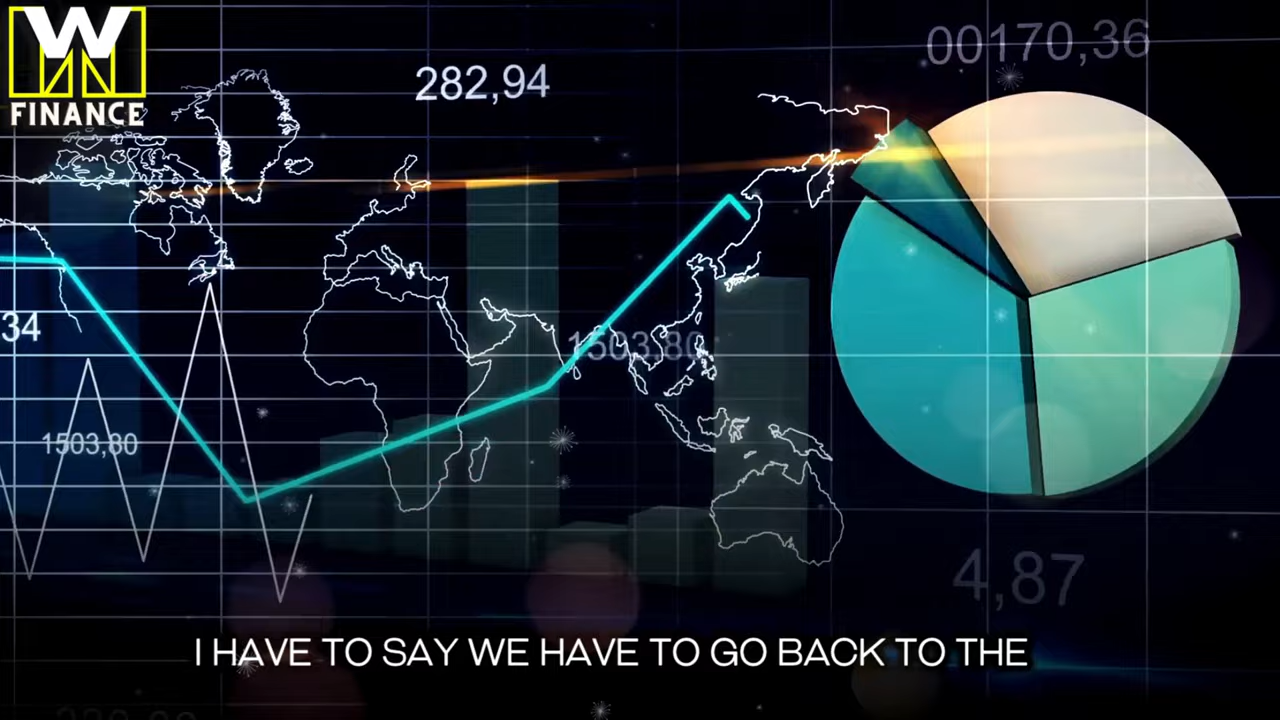 W
FINANCE
282,94
00170,36
34
1503,80
1503,80
4,87
I HAVE TO SAY WE HAVE TO GO BACK TO THE